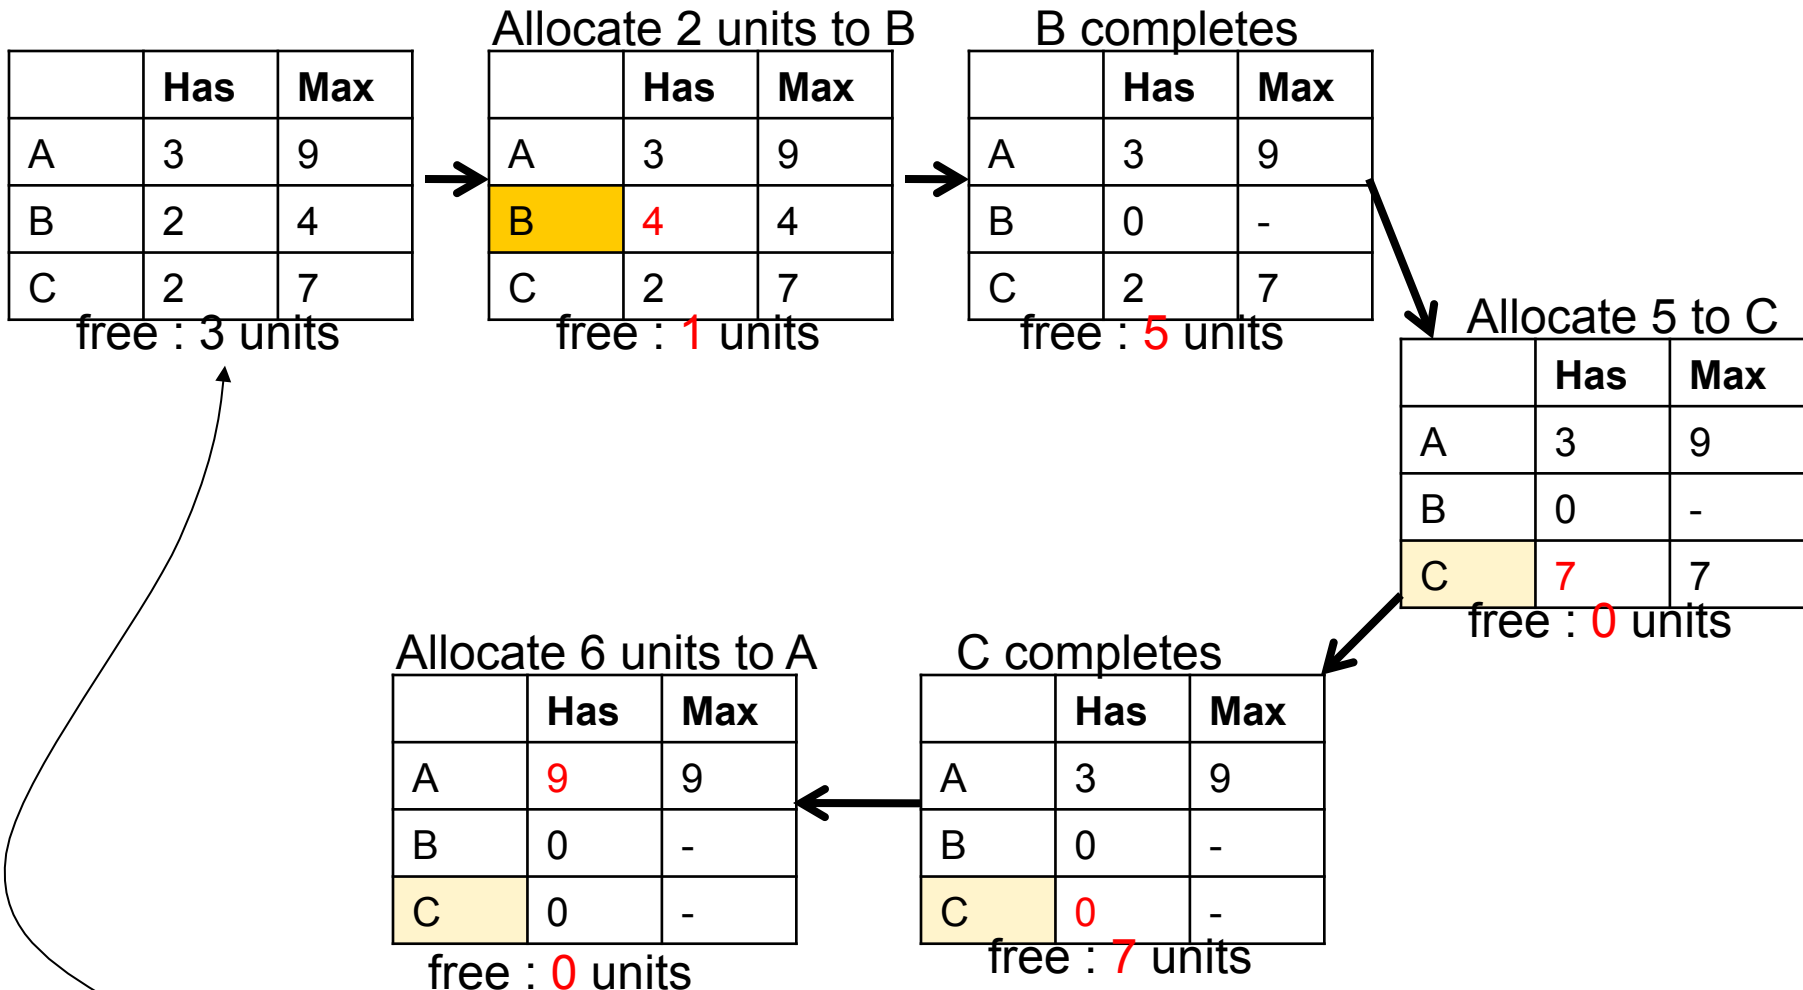 Allocate 2 units to B
B completes
Has Max
A 3 9
B 2 4
C 2 7
free : 3 units
Has Max
A 3 9
B 4 4
C 2 7
free : 1 units
Has Max
A 3 9
B 0 -
C 2 7
free : 5 units
Allocate 5 to C
Has Max
A 3 9
B 0 -
C 7 7
free : 0 units
Allocate 6 units to A
Has Max
A 9 9
B 0 -
C 0 -
free : 0 units
C completes
Has Max
A 3 9
B 0 -
C 0 -
free : 7 units